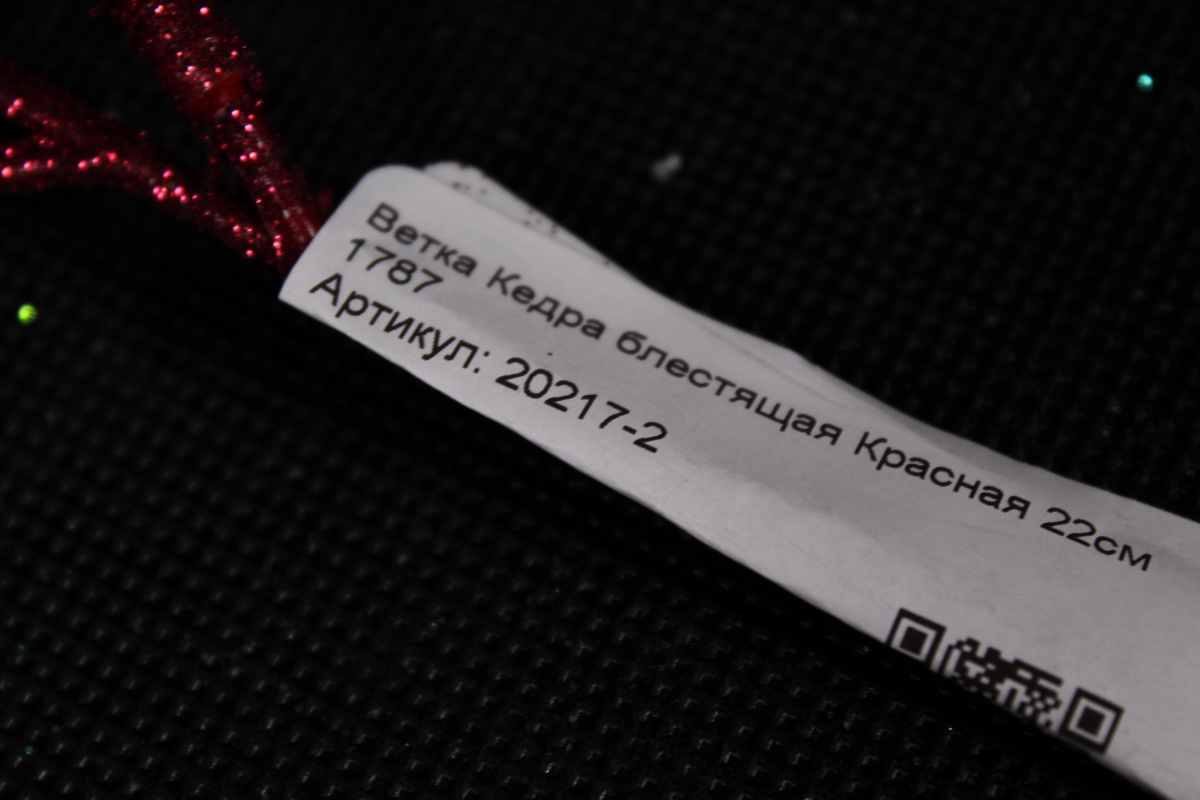 Ветка Кедра блестящая Красная 22см
1787
Артикул: 20217-2